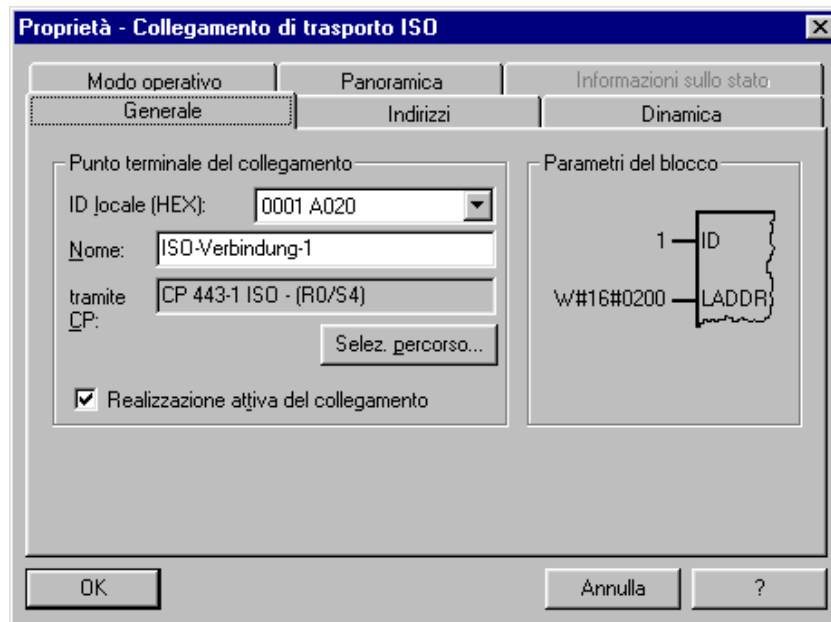 Proprietà - Collegamento di trasporto ISO
Modo operativo
Panoramica
Informazioni sullo stato
Generale
Indirizzi
Dinamica
Punto terminale del collegamento
ID locale (HEX):
0001 A020
Nome:
ISO-Verbindung-1
tramite
CP:
CP 443-1 ISO - (R0/S4)
Selez. percorso...
Realizzazione attiva del collegamento
Parametri del blocco
1
ID
W#16#0200
LADDR
OK
Annulla
?